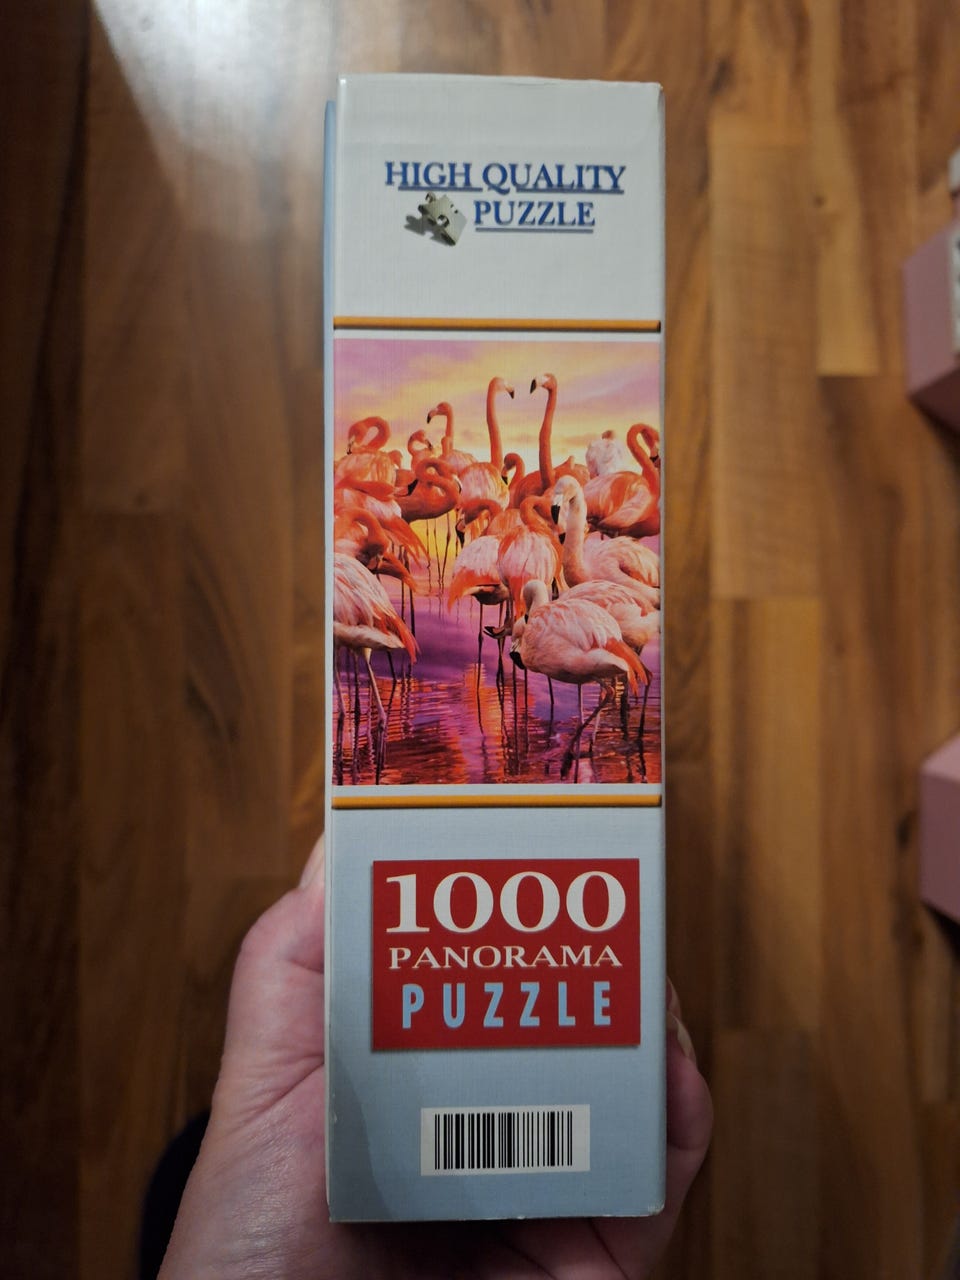 HIGH QUALITY
PUZZLE
1000
PANORAMA
PUZZLE